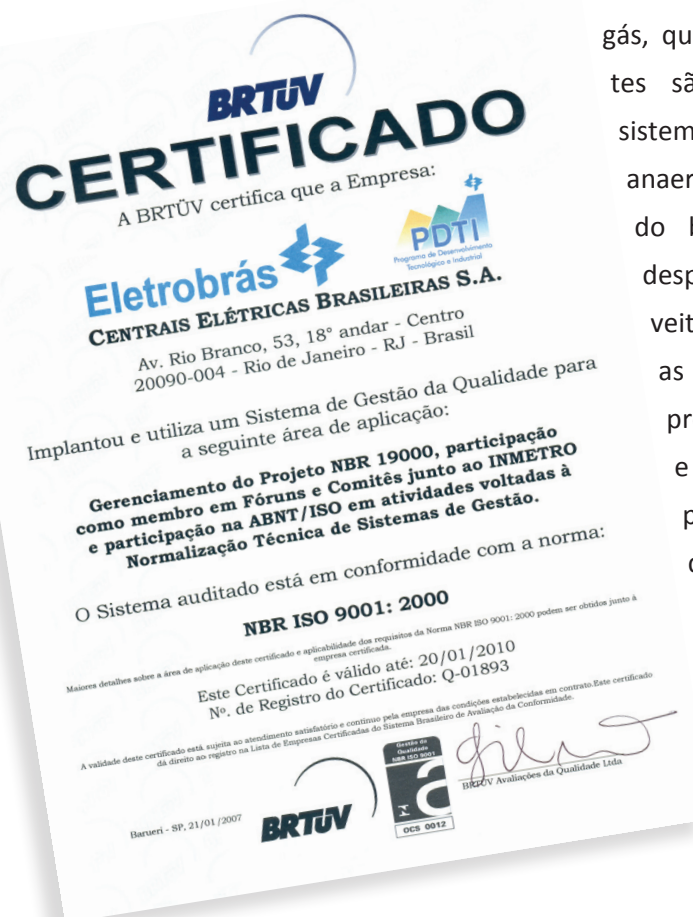 BRTÜV
CERTIFICADO
A BRTÜV certifica que a Empresa:
Eletrobrás
PDTI
Programa de Desenvolvimento
Tecnológico e Industrial
CENTRAIS ELÉTRICAS BRASILEIRAS S.A.
Av. Rio Branco, 53, 18° andar - Centro
20090-004 - Rio de Janeiro - RJ - Brasil
Implantou e utiliza um Sistema de Gestão da Qualidade para
a seguinte área de aplicação:
Gerenciamento do Projeto NBR 19000, participação
como membro em Fóruns e Comitês junto ao INMETRO
e participação na ABNT/ISO em atividades voltadas à
Normalização Técnica de Sistemas de Gestão.
O Sistema auditado está em conformidade com a norma:
NBR ISO 9001: 2000
Maiores detalhes sobre a área de aplicação deste certificado e aplicabilidade dos requisitos da Norma NBR ISO 9001: 2000 podem ser obtidos junto à
empresa certificada.
Este Certificado é válido até: 20/01/2010
Nº. de Registro do Certificado: Q-01893
A validade deste certificado está sujeita ao atendimento satisfatório e contínuo pela empresa das condições estabelecidas em contrato.Este certificado
dá direito ao registro na Lista de Empresas Certificadas do Sistema Brasileiro de Avaliação da Conformidade.
Barueri - SP, 21/01/2007
BRTÜV
Gestão da
Qualidade
NBR ISO 9001
OCS 0012
BRTÜV Avaliações da Qualidade Ltda
gás, qu
tes sã
sistem
anaer
do
desp
veit
as
pr
e